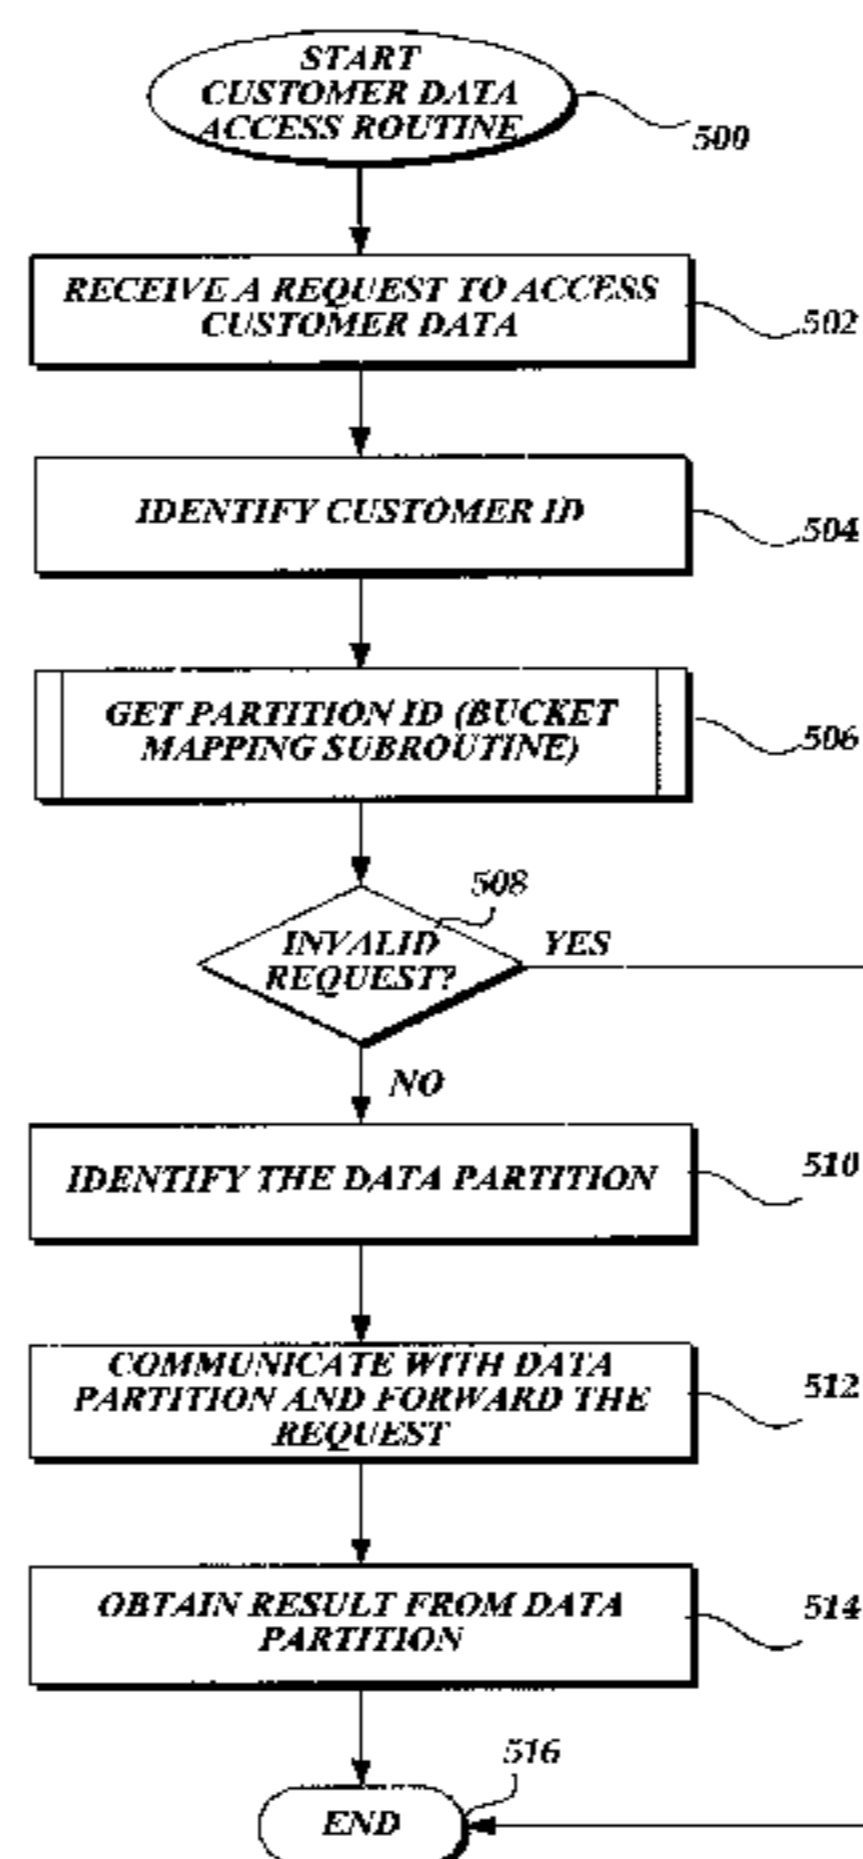 START
CUSTOMER DATA
ACCESS ROUTINE
500
RECEIVE A REQUEST TO ACCESS
CUSTOMER DATA
502
IDENTIFY CUSTOMER ID
504
GET PARTITION ID (BUCKET
MAPPING SUBROUTINE)
506
508
INVALID
REQUEST?
YES
NO
IDENTIFY THE DATA PARTITION
510
COMMUNICATE WITH DATA
PARTITION AND FORWARD THE
REQUEST
512
OBTAIN RESULT FROM DATA
PARTITION
514
516
END